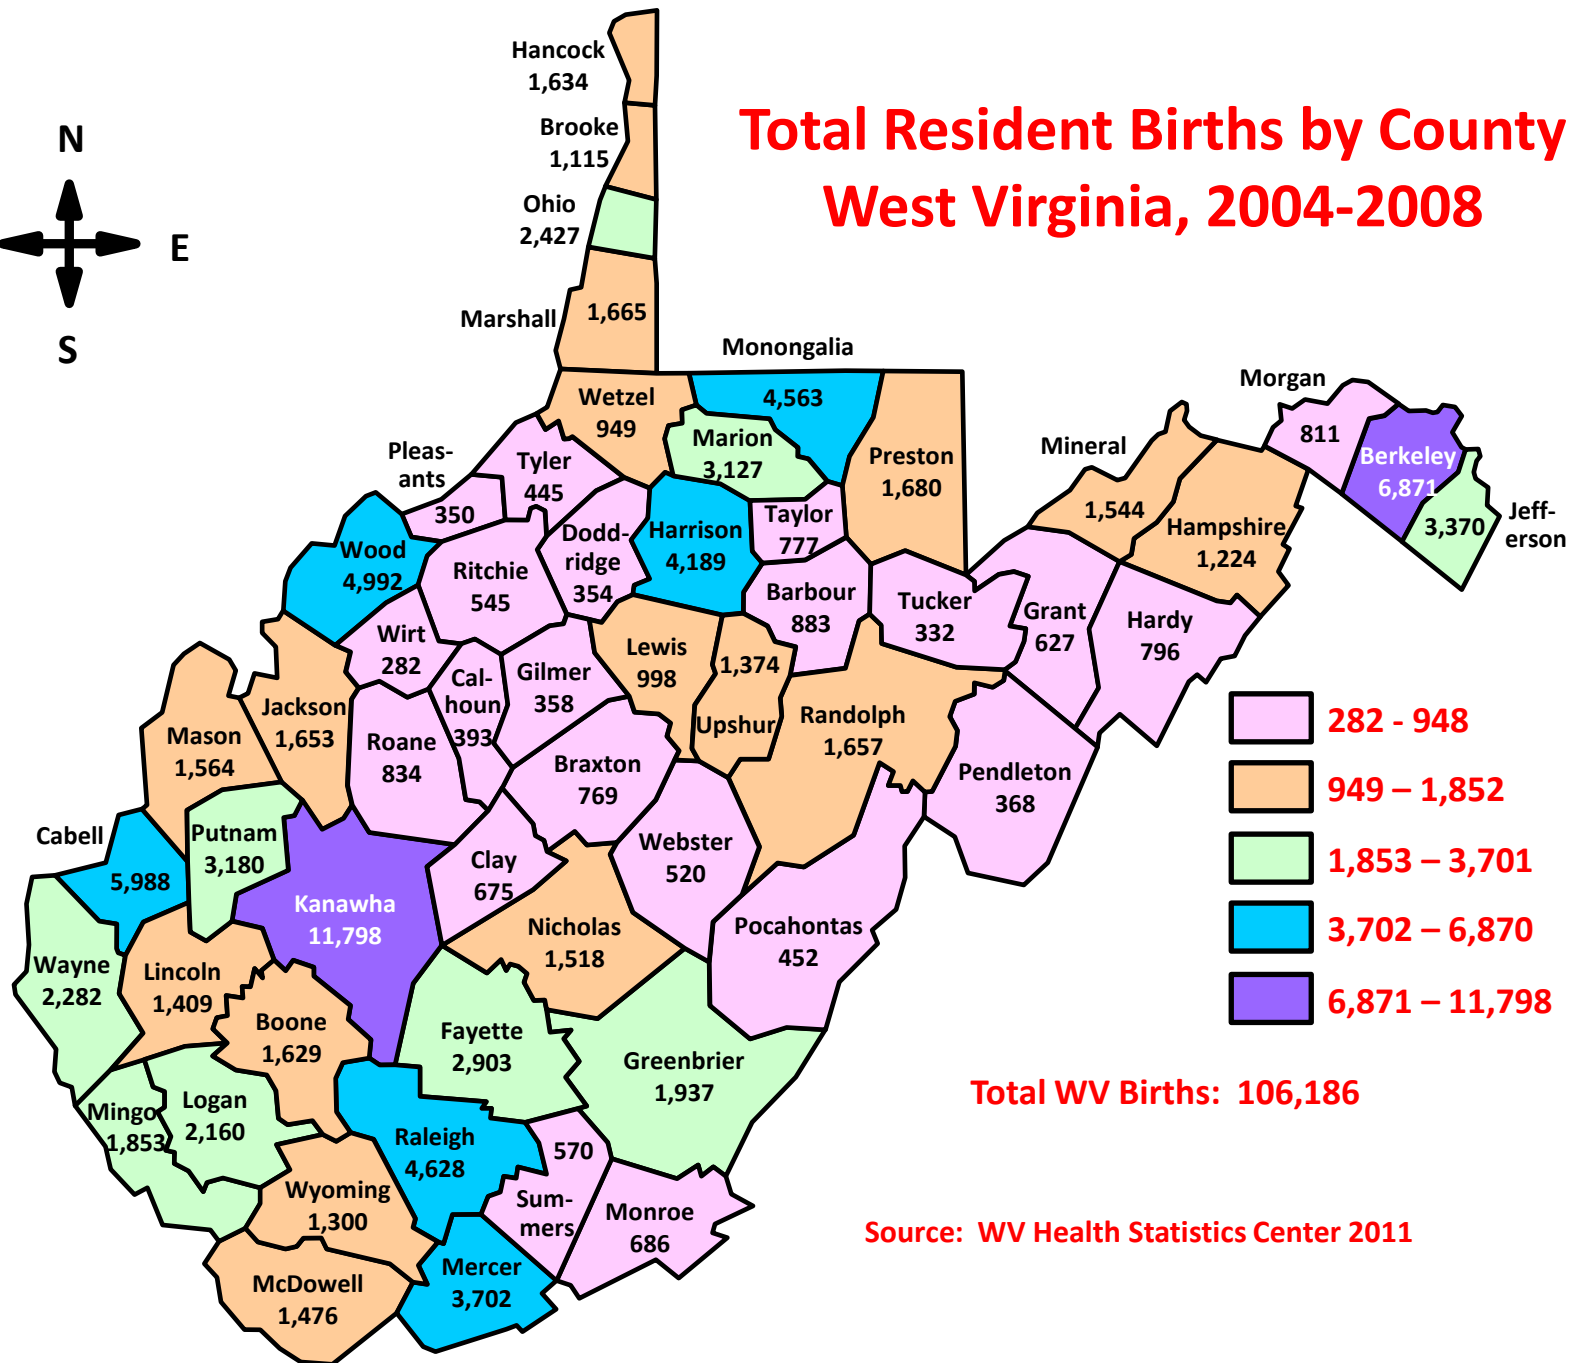 Total Resident Births by County
West Virginia, 2004-2008
N
E
S
Hancock
1,634
Brooke
1,115
Ohio
2,427
Marshall
1,665
Monongalia
4,563
Wetzel
949
Marion
3,127
Preston
1,680
Morgan
811
Berkeley
6,871
Jeff-
erson
3,370
Mineral
1,544
Hampshire
1,224
Pleas-
ants
350
Tyler
445
Dodd-
ridge
354
Harrison
4,189
Taylor
777
Wood
4,992
Ritchie
545
Barbour
883
Tucker
332
Grant
627
Hardy
796
Wirt
282
Cal-
houn
393
Gilmer
358
Lewis
998
1,374
Upshur
Randolph
1,657
Pendleton
368
Jackson
1,653
Mason
1,564
Roane
834
Braxton
769
Webster
520
Pocahontas
452
Cabell
5,988
Putnam
3,180
Kanawha
11,798
Clay
675
Nicholas
1,518
Wayne
2,282
Lincoln
1,409
Boone
1,629
Fayette
2,903
Greenbrier
1,937
Mingo
1,853
Logan
2,160
Raleigh
4,628
570
Sum-
mers
Monroe
686
Wyoming
1,300
McDowell
1,476
Mercer
3,702
282 - 948
949 – 1,852
1,853 – 3,701
3,702 – 6,870
6,871 – 11,798
Total WV Births:  106,186
Source:  WV Health Statistics Center 2011